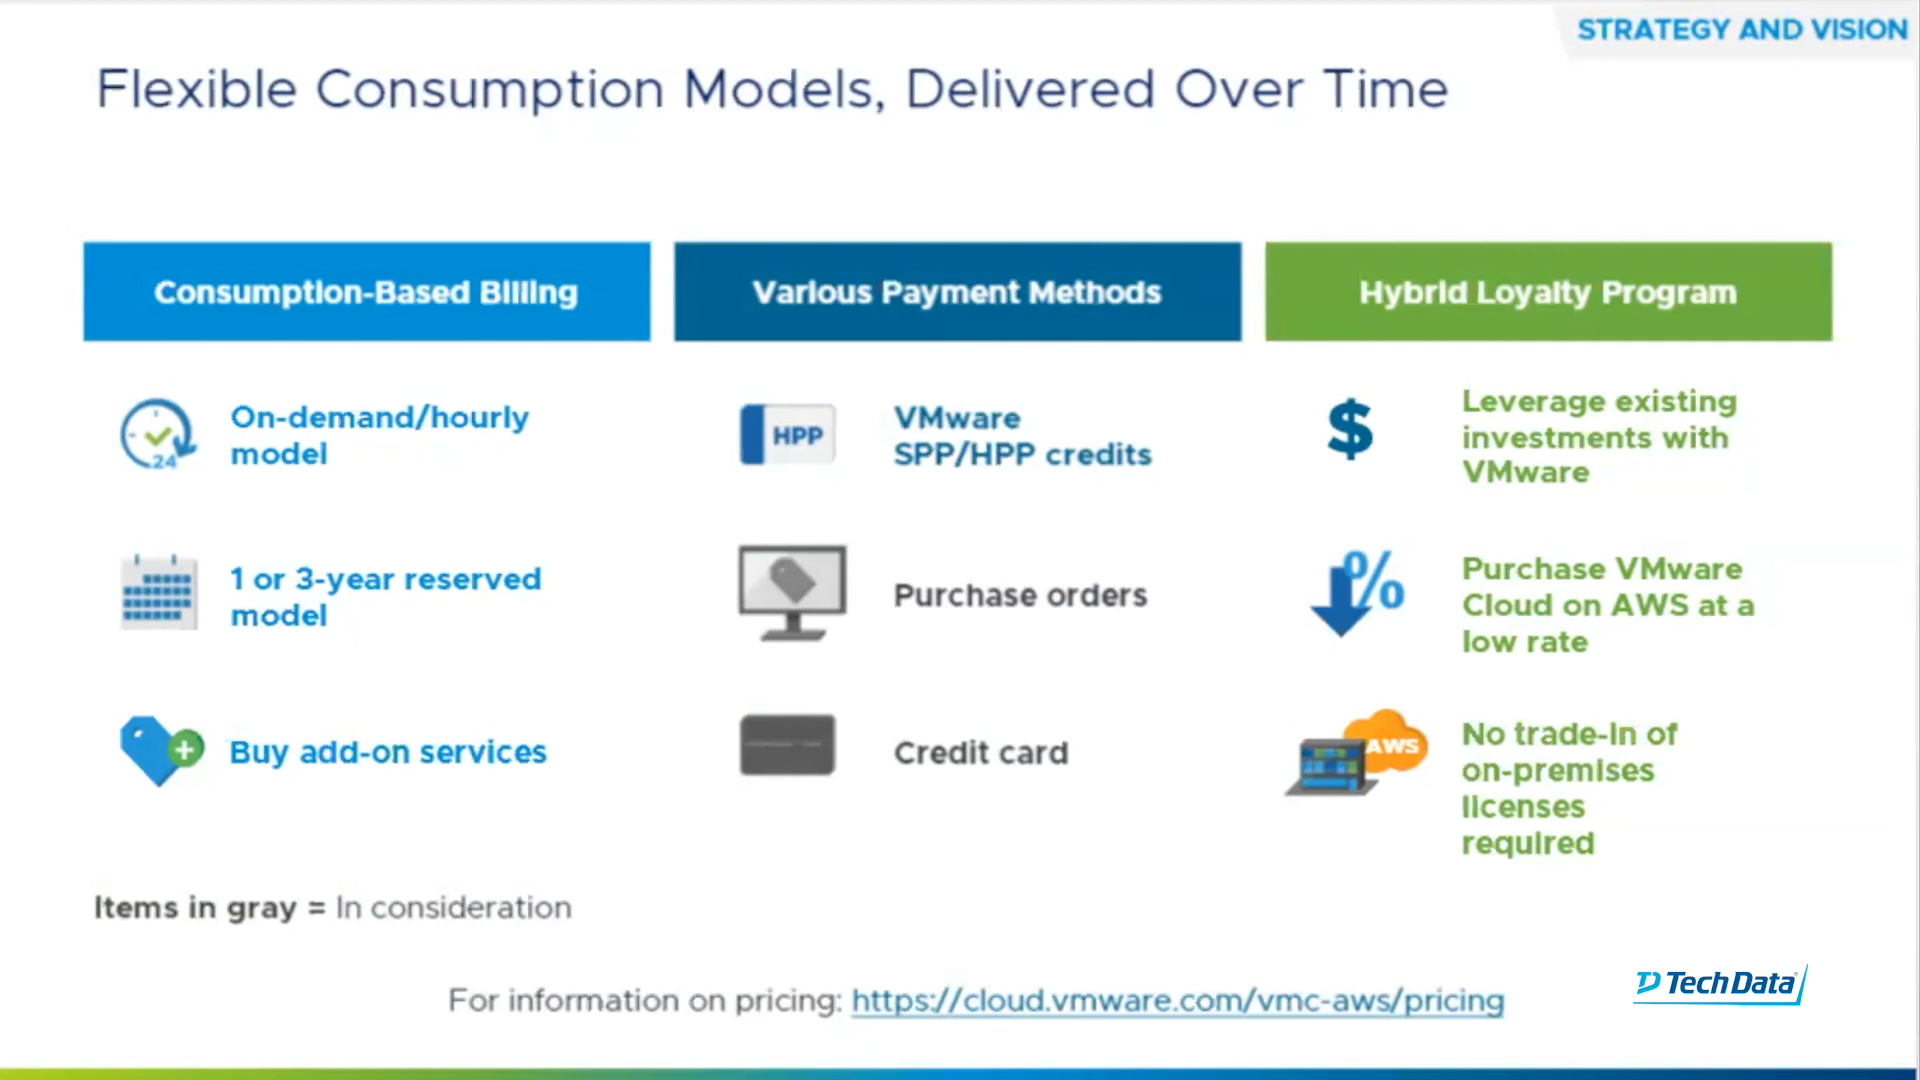 STRATEGY AND VISION
Flexible Consumption Models, Delivered Over Time
Consumption-Based Billing
On-demand/hourly
model
24
1 or 3-year reserved
model
Buy add-on services
Various Payment Methods
HPP
VMware
SPP/HPP credits
Purchase orders
Credit card
Hybrid Loyalty Program
$
Leverage existing
investments with
VMware
%
Purchase VMware
Cloud on AWS at a
low rate
AWS
No trade-in of
on-premises
licenses
required
Items in gray = In consideration
For information on pricing: https://cloud.vmware.com/vmc-aws/pricing
TechData